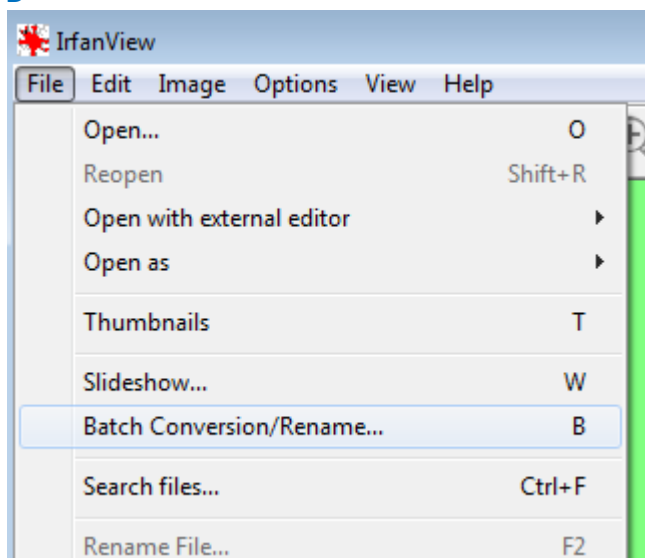 IrfanView
File Edit Image Options View Help
Open... O
Reopen Shift+R
Open with external editor
Open as
Thumbnails T
Slideshow... W
Batch Conversion/Rename... B
Search files... Ctrl+F
Rename File... F2